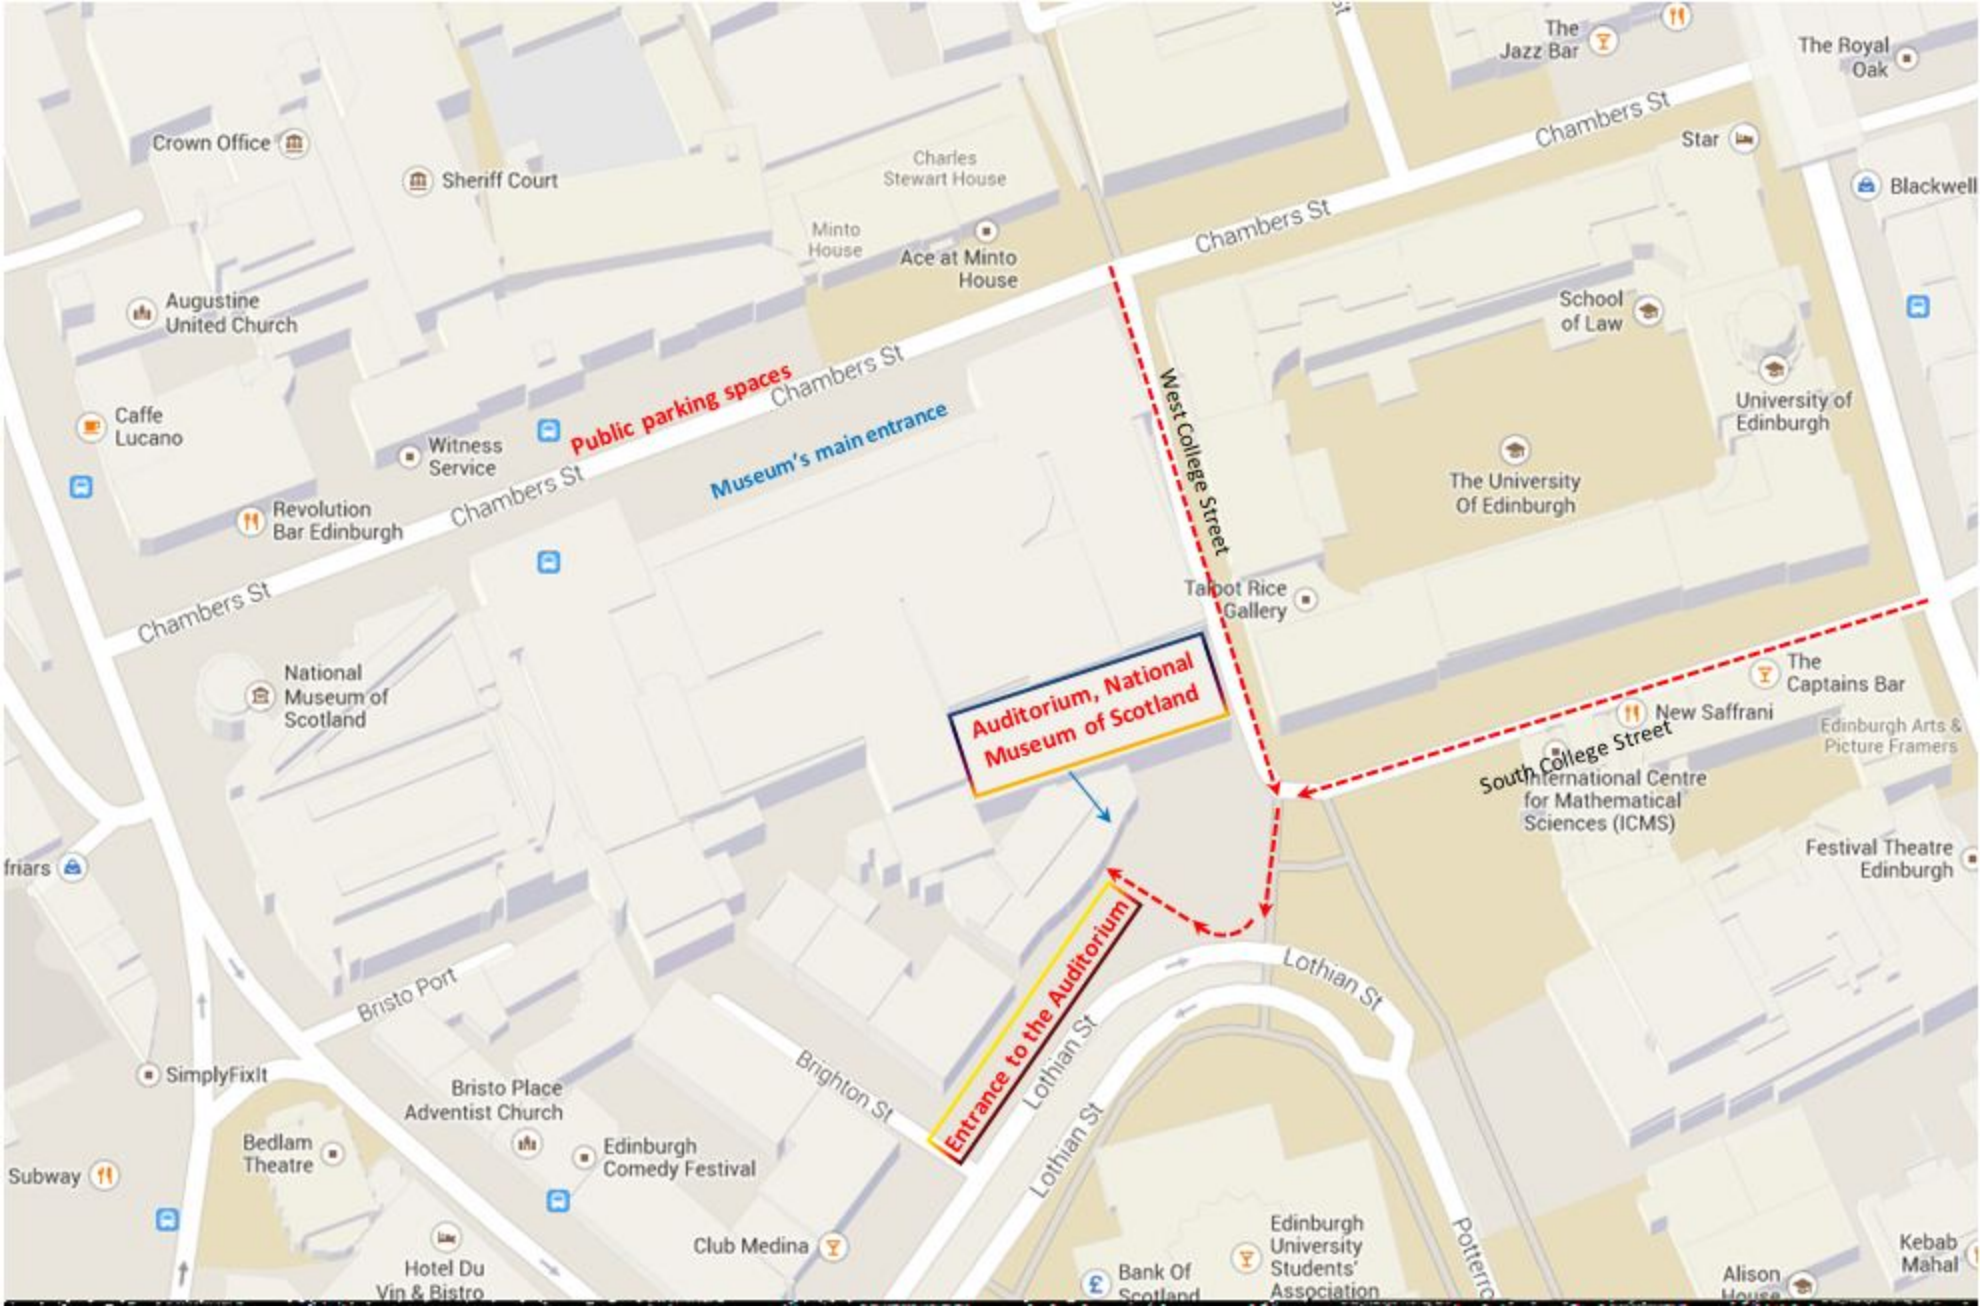 St
The
Jazz Bar
The Royal
Oak
Chambers St
Star
Blackwell
Crown Office
Sheriff Court
Charles
Stewart House
Minto
House
Ace at Minto
House
Chambers St
Augustine
United Church
School
of Law
University of
Edinburgh
Public parking spaces
Chambers St
Museum's main entrance
West College Street
Caffe
Lucano
Witness
Service
Chambers St
Revolution
Bar Edinburgh
The University
Of Edinburgh
Talbot Rice
Gallery
Chambers St
National
Museum of
Scotland
Auditorium, National
Museum of Scotland
The
Captains Bar
New Saffrani
Edinburgh Arts &
Picture Framers
South College Street
International Centre
for Mathematical
Sciences (ICMS)
friars
Festival Theatre
Edinburgh
Entrance to the Auditorium
Lothian St
Bristo Port
Lothian St
Brighton St
SimplyFixIt
Bristo Place
Adventist Church
Lothian St
Bedlam
Theatre
Edinburgh
Comedy Festival
Subway
Club Medina
Hotel Du
Vin & Bistro
Edinburgh
University
Students'
Association
£
Bank Of
Scotland
Potterro
Kebab
Mahal
Alison
House